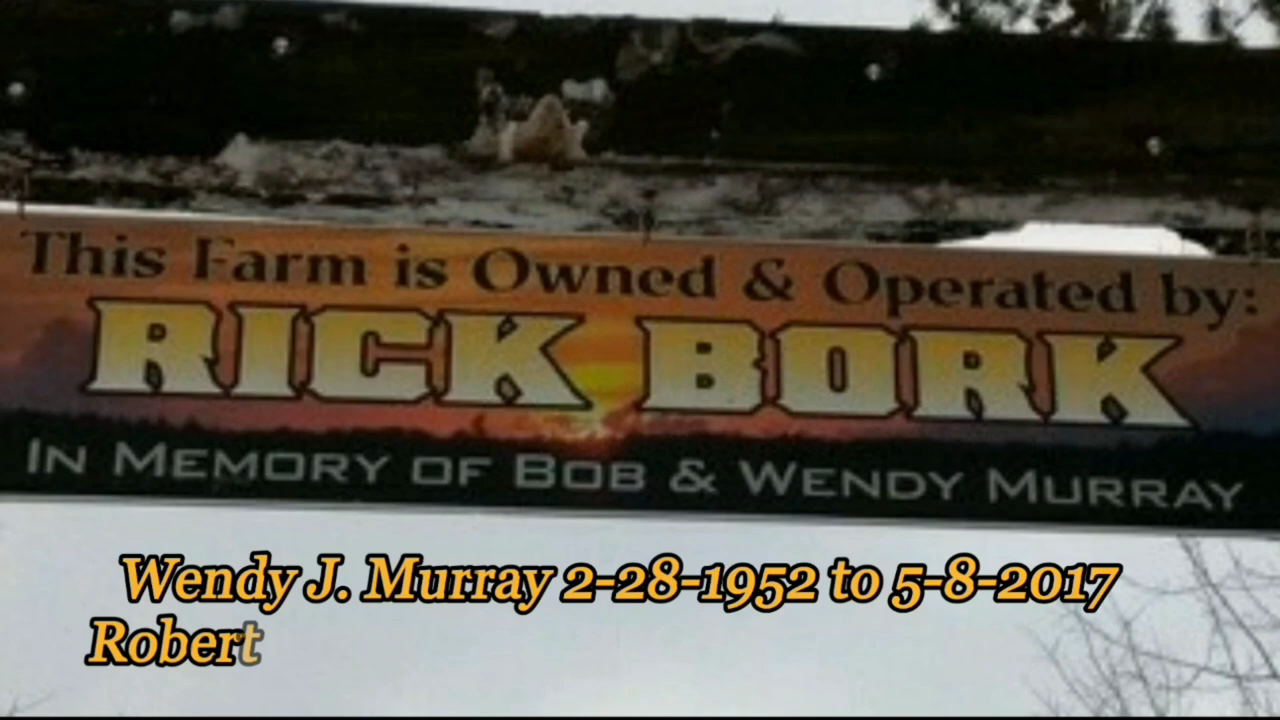 This Farm is Owned & Operated by:
RICK BORK
IN MEMORY OF BOB & WENDY MURRAY
Wendy J. Murray 2-28-1952 to 5-8-2017
Robert